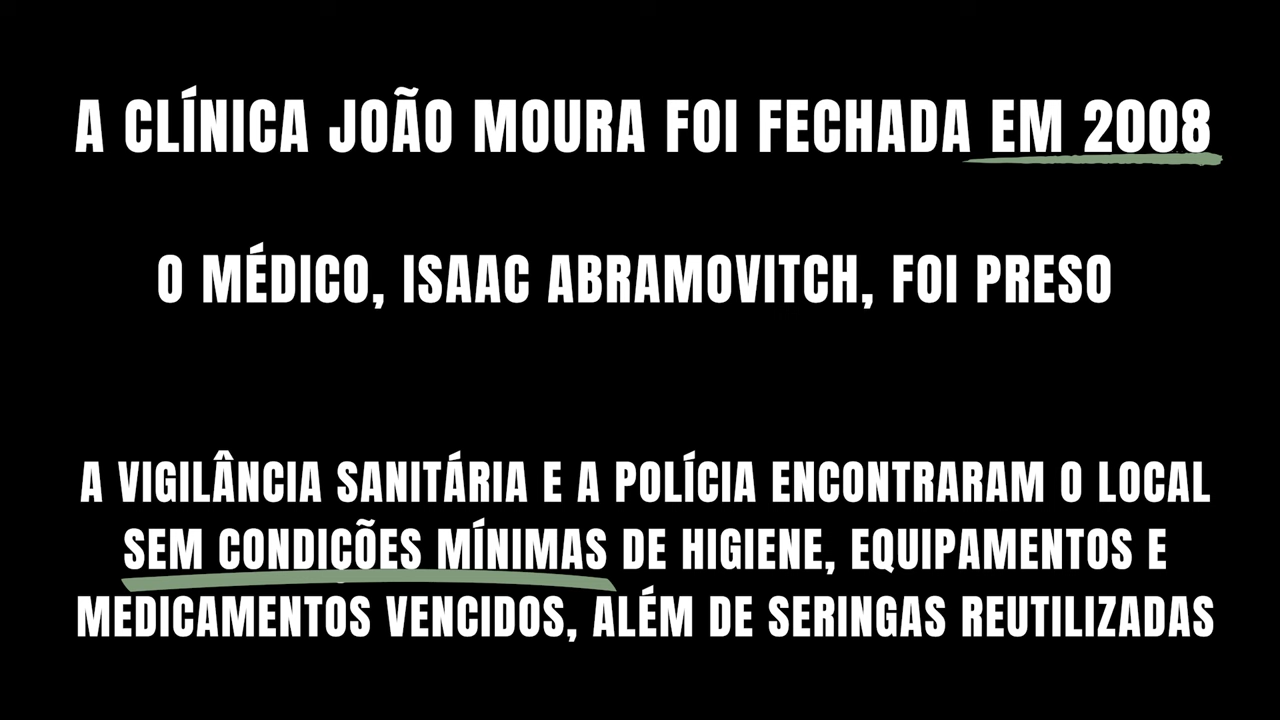 A CLÍNICA JOÃO MOURA FOI FECHADA EM 2008
O MÉDICO, ISAAC ABRAMOVITCH, FOI PRESO
A VIGILÂNCIA SANITÁRIA E A POLÍCIA ENCONTRARAM O LOCAL
SEM CONDIÇÕES MÍNIMAS DE HIGIENE, EQUIPAMENTOS E
MEDICAMENTOS VENCIDOS, ALÉM DE SERINGAS REUTILIZADAS